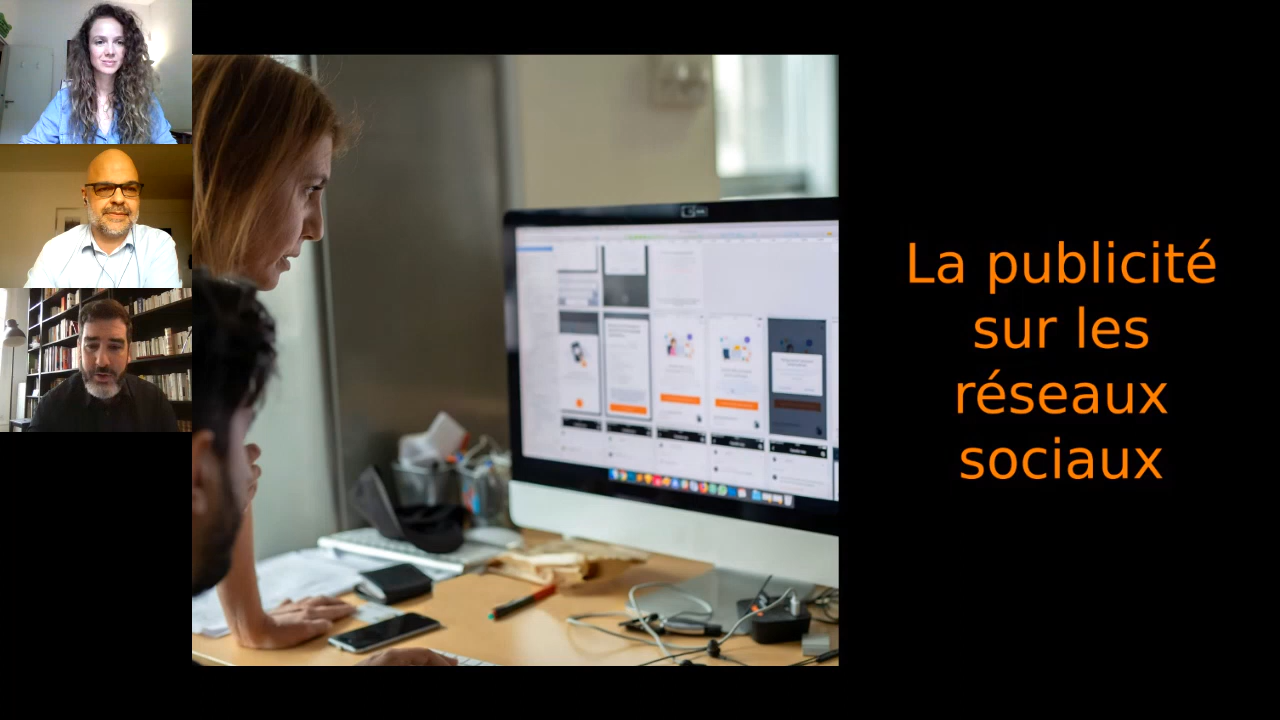 La publicité
sur les
réseaux
sociaux